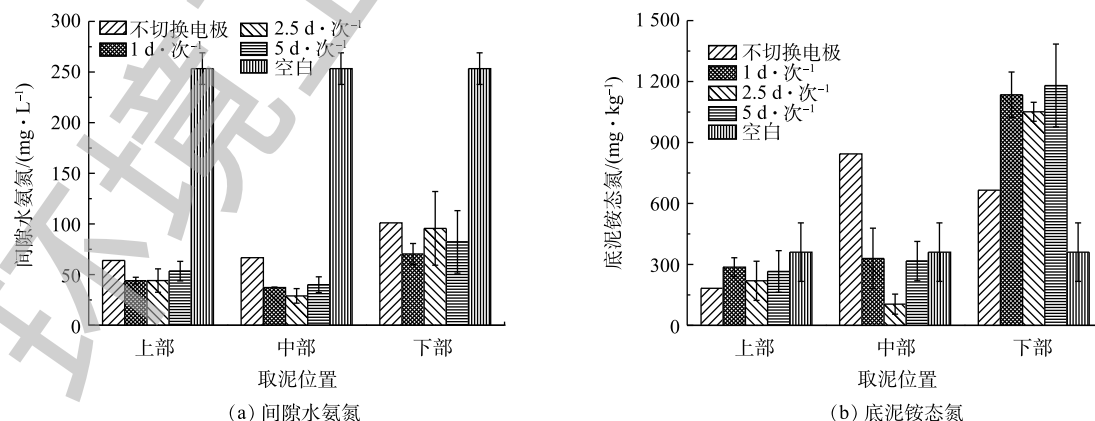 300
250
200
150
100
50
0
间隙水氨氮/(mg·L⁻¹)
不切换电极
1 d·次⁻¹
2.5 d·次⁻¹
5 d·次⁻¹
空白
上部 中部 下部
取泥位置
(a) 间隙水氨氮
1 500
1 200
900
600
300
0
底泥铵态氮/(mg·kg⁻¹)
不切换电极
1 d·次⁻¹
2.5 d·次⁻¹
5 d·次⁻¹
空白
上部 中部 下部
取泥位置
(b) 底泥铵态氮
环境